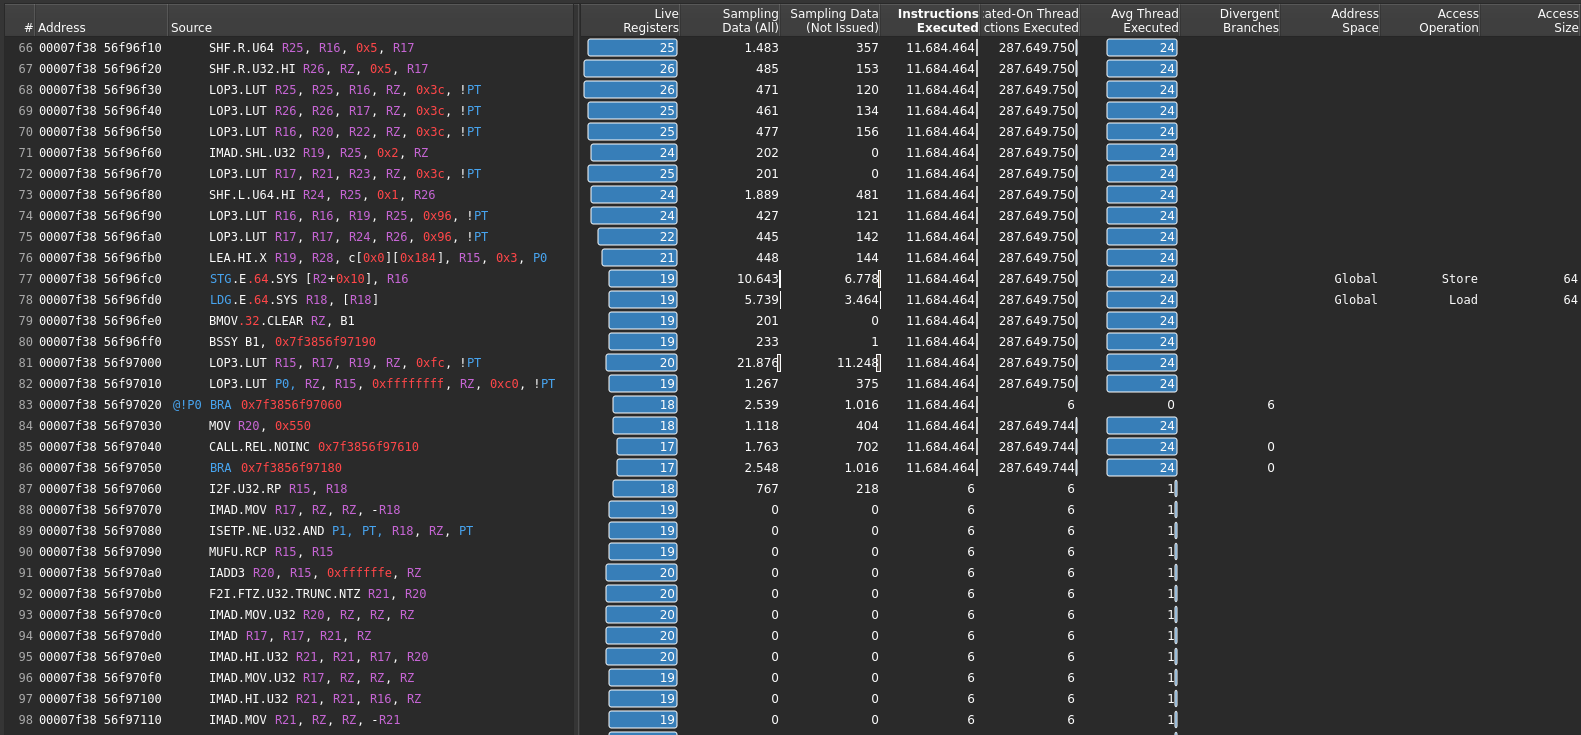 # Address Source Live Registers Sampling Data (All) Sampling Data (Not Issued) Instructions Executed ated-On Thread ctions Executed Avg Thread Executed Divergent Branches Address Space Access Operation Access Size
66 00007f38 56f96f10 SHF.R.U64 R25, R16, 0x5, R17 25 1.483 357 11.684.464 287.649.750 24
67 00007f38 56f96f20 SHF.R.U32.HI R26, RZ, 0x5, R17 26 485 153 11.684.464 287.649.750 24
68 00007f38 56f96f30 LOP3.LUT R25, R25, R16, RZ, 0x3c, !PT 26 471 120 11.684.464 287.649.750 24
69 00007f38 56f96f40 LOP3.LUT R26, R26, R17, RZ, 0x3c, !PT 25 461 134 11.684.464 287.649.750 24
70 00007f38 56f96f50 LOP3.LUT R16, R20, R22, RZ, 0x3c, !PT 25 477 156 11.684.464 287.649.750 24
71 00007f38 56f96f60 IMAD.SHL.U32 R19, R25, 0x2, RZ 24 202 0 11.684.464 287.649.750 24
72 00007f38 56f96f70 LOP3.LUT R17, R21, R23, RZ, 0x3c, !PT 25 201 0 11.684.464 287.649.750 24
73 00007f38 56f96f80 SHF.L.U64.HI R24, R25, 0x1, R26 24 1.889 481 11.684.464 287.649.750 24
74 00007f38 56f96f90 LOP3.LUT R16, R16, R19, R25, 0x96, !PT 24 427 121 11.684.464 287.649.750 24
75 00007f38 56f96fa0 LOP3.LUT R17, R17, R24, R26, 0x96, !PT 22 445 142 11.684.464 287.649.750 24
76 00007f38 56f96fb0 LEA.HI.X R19, R28, c[0x0][0x184], R15, 0x3, P0 21 448 144 11.684.464 287.649.750 24
77 00007f38 56f96fc0 STG.E.64.SYS [R2+0x10], R16 19 10.643 6.778 11.684.464 287.649.750 24 Global Store 64
78 00007f38 56f96fd0 LDG.E.64.SYS R18, [R18] 19 5.739 3.464 11.684.464 287.649.750 24 Global Load 64
79 00007f38 56f96fe0 BMOV.32.CLEAR RZ, B1 19 201 0 11.684.464 287.649.750 24
80 00007f38 56f96ff0 BSSY B1, 0x7f3856f97190 19 233 1 11.684.464 287.649.750 24
81 00007f38 56f97000 LOP3.LUT R15, R17, R19, RZ, 0xfc, !PT 20 21.876 11.248 11.684.464 287.649.750 24
82 00007f38 56f97010 LOP3.LUT P0, RZ, R15, 0xffffffff, RZ, 0xc0, !PT 19 1.267 375 11.684.464 287.649.750 24
83 00007f38 56f97020 @!P0 BRA 0x7f3856f97060 18 2.539 1.016 11.684.464 6 0 6
84 00007f38 56f97030 MOV R20, 0x550 18 1.118 404 11.684.464 287.649.744 24
85 00007f38 56f97040 CALL.REL.NOINC 0x7f3856f97610 17 1.763 702 11.684.464 287.649.744 24 0
86 00007f38 56f97050 BRA 0x7f3856f97180 17 2.548 1.016 11.684.464 287.649.744 24 0
87 00007f38 56f97060 I2F.U32.RP R15, R18 18 767 218 6 6 1
88 00007f38 56f97070 IMAD.MOV R17, RZ, RZ, -R18 19 0 0 6 6 1
89 00007f38 56f97080 ISETP.NE.U32.AND P1, PT, R18, RZ, PT 19 0 0 6 6 1
90 00007f38 56f97090 MUFU.RCP R15, R15 19 0 0 6 6 1
91 00007f38 56f970a0 IADD3 R20, R15, 0xffffffe, RZ 20 0 0 6 6 1
92 00007f38 56f970b0 F2I.FTZ.U32.TRUNC.NTZ R21, R20 20 0 0 6 6 1
93 00007f38 56f970c0 IMAD.MOV.U32 R20, RZ, RZ, RZ 20 0 0 6 6 1
94 00007f38 56f970d0 IMAD R17, R17, R21, RZ 20 0 0 6 6 1
95 00007f38 56f970e0 IMAD.HI.U32 R21, R21, R17, R20 20 0 0 6 6 1
96 00007f38 56f970f0 IMAD.MOV.U32 R17, RZ, RZ, RZ 19 0 0 6 6 1
97 00007f38 56f97100 IMAD.HI.U32 R21, R21, R16, RZ 19 0 0 6 6 1
98 00007f38 56f97110 IMAD.MOV R21, RZ, RZ, -R21 19 0 0 6 6 1